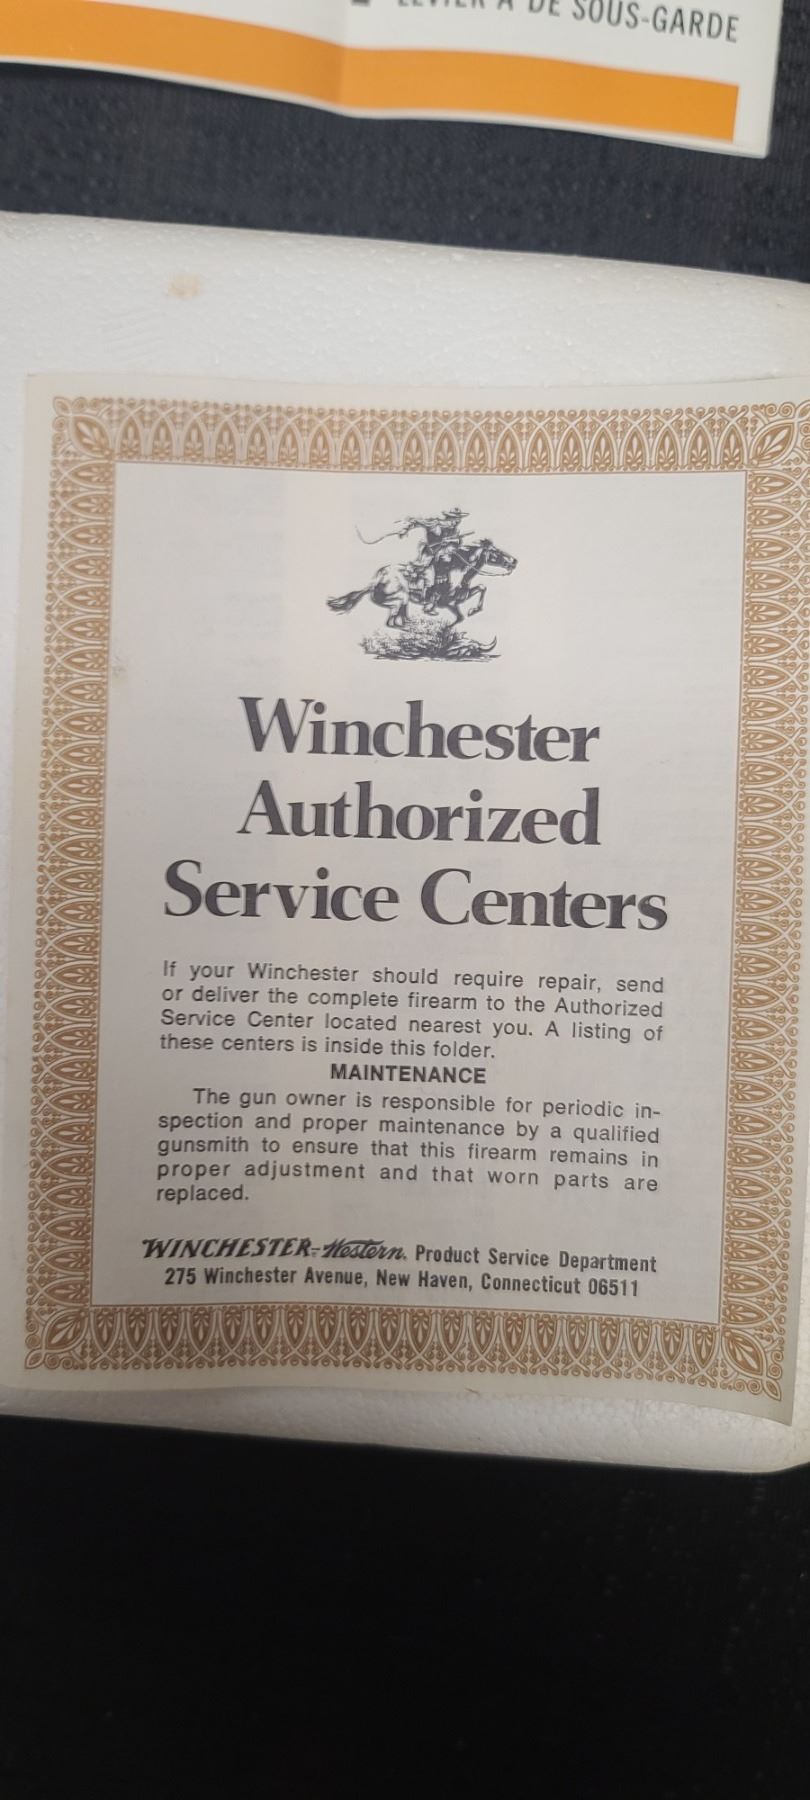 LEVIER À DE SOUS-GARDE
Winchester
Authorized
Service Centers
If your Winchester should require repair, send
or deliver the complete firearm to the Authorized
Service Center located nearest you. A listing of
these centers is inside this folder.
MAINTENANCE
The gun owner is responsible for periodic in-
spection and proper maintenance by a qualified
gunsmith to ensure that this firearm remains in
proper adjustment and that worn parts are
replaced.
WINCHESTER-Western. Product Service Department
275 Winchester Avenue, New Haven, Connecticut 06511